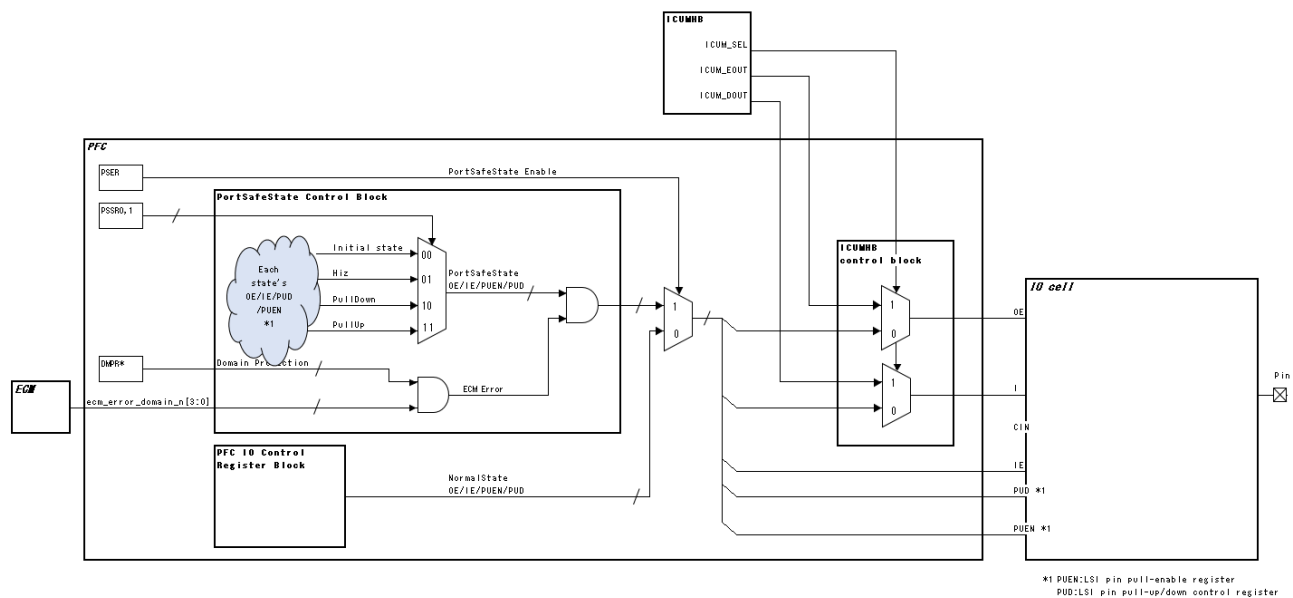 ICUMHB
ICUM_SEL
ICUM_EOUT
ICUM_DOUT
PFC
PSER
PortSafeState Enable
PSSR0,1
PortSafeState Control Block
Each
state's
OE/IE/PUD
/PUEN
*1
Initial state
00
Hiz
01
PullDown
10
PullUp
11
PortSafeState
OE/IE/PUEN/PUD
1
0
ICUMHB
control block
1
0
1
0
DMPR*
Domain Protection
ECM Error
ECM
ecm_error_domain_n[3:0]
PFC IO Control
Register Block
NormalState
OE/IE/PUEN/PUD
IO cell
OE
I
CIN
IE
PUD *1
PUEN *1
Pin
*1 PUEN:LSI pin pull-enable register
PUD:LSI pin pull-up/down control register